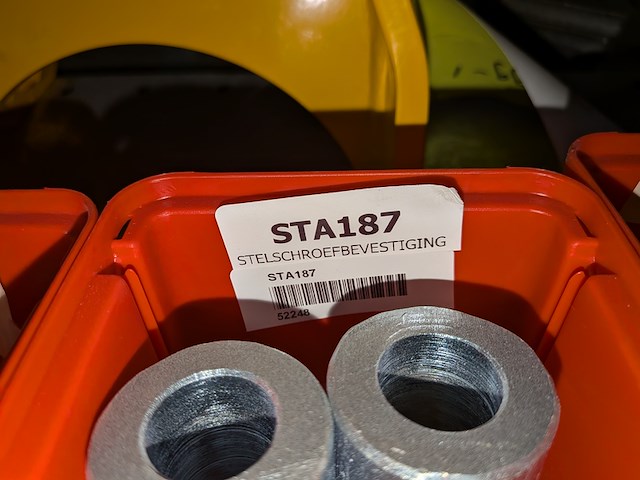 STA187
STELSCHROEFBEVESTIGING
STA187
52248